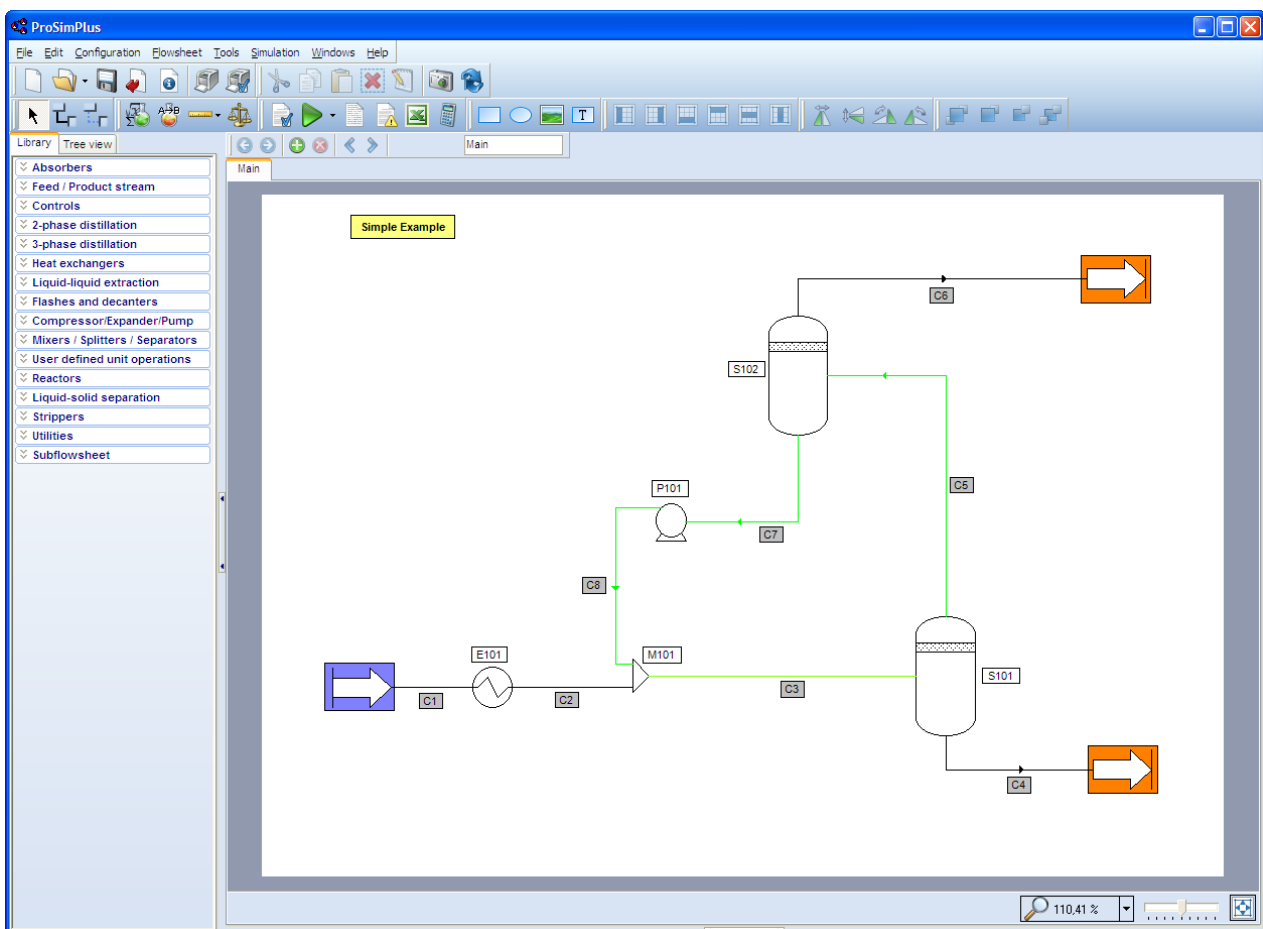 ProSimPlus
File Edit Configuration Flowsheet Tools Simulation Windows Help
A→B
T
Library Tree view
Main
Main
Absorbers
Feed / Product stream
Controls
2-phase distillation
3-phase distillation
Heat exchangers
Liquid-liquid extraction
Flashes and decanters
Compressor/Expander/Pump
Mixers / Splitters / Separators
User defined unit operations
Reactors
Liquid-solid separation
Strippers
Utilities
Subflowsheet
Simple Example
C6
S102
C5
P101
C7
C8
E101
M101
S101
C1
C2
C3
C4
110,41 %